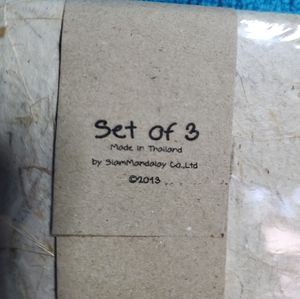 Set of 3
Made in Thailand
by SiamMandalay Co.,Ltd
©2013